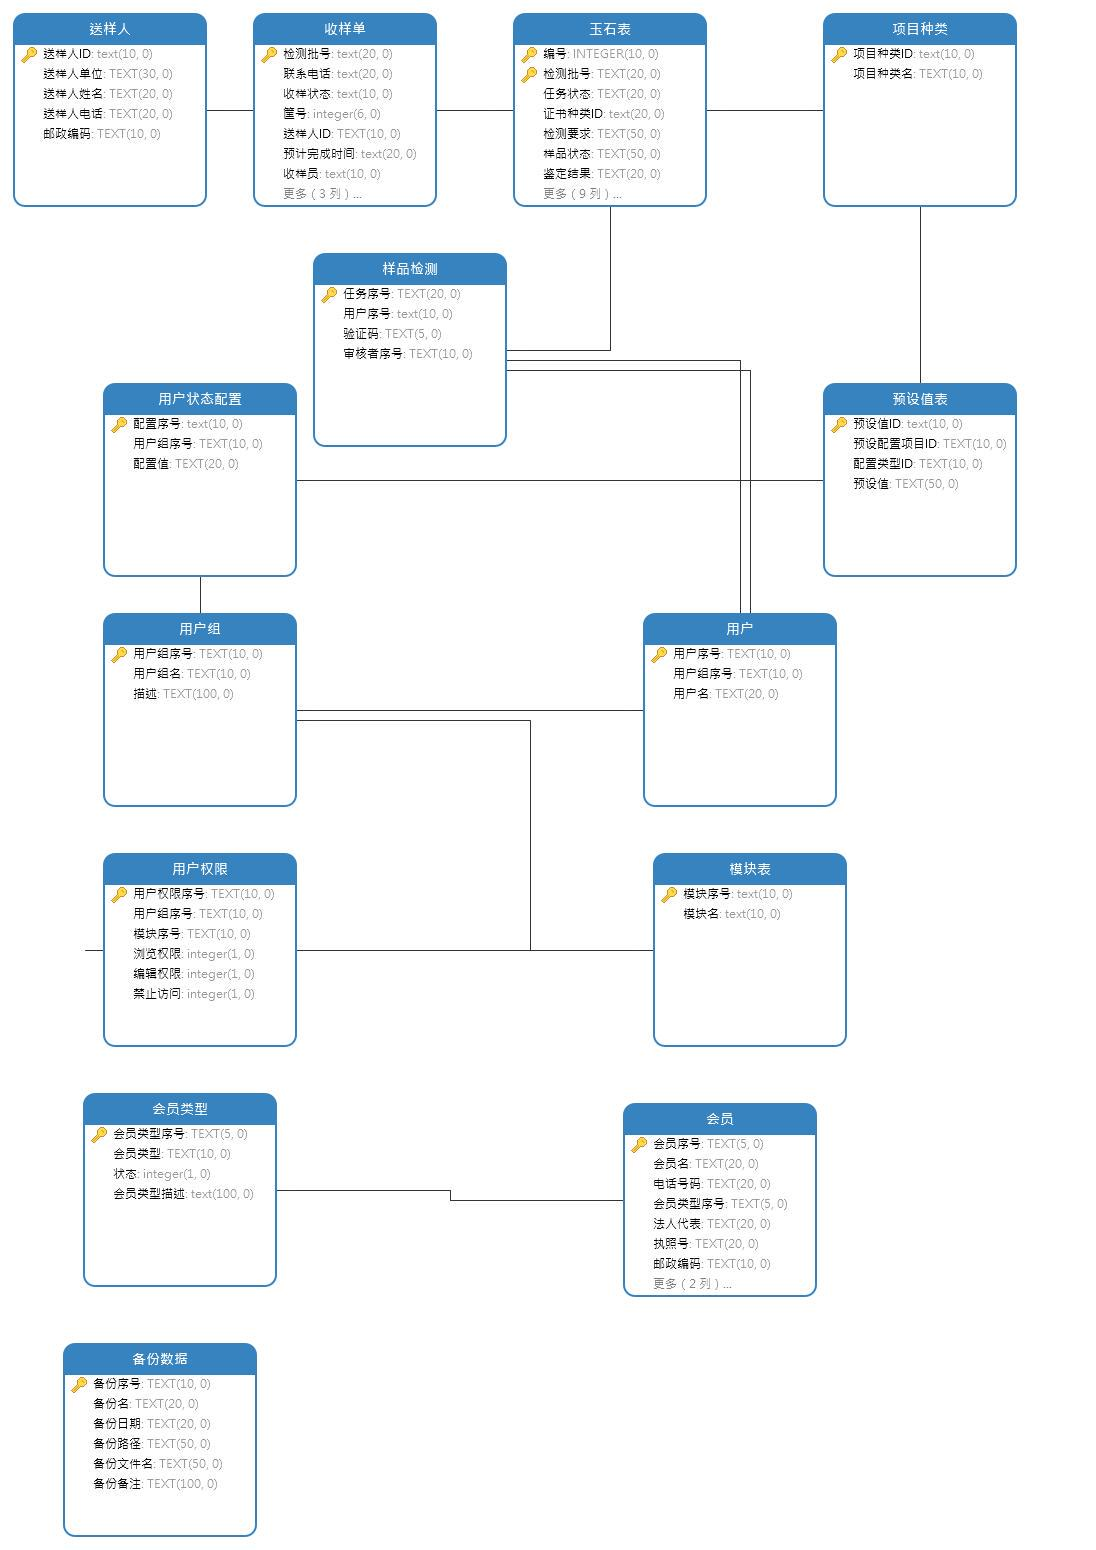 送样人
送样人ID: text(10, 0)
送样人单位: TEXT(30, 0)
送样人姓名: TEXT(20, 0)
送样人电话: TEXT(20, 0)
邮政编码: TEXT(10, 0)
收样单
检测批号: text(20, 0)
联系电话: text(20, 0)
收样状态: text(10, 0)
筐号: integer(6, 0)
送样人ID: TEXT(10, 0)
预计完成时间: text(20, 0)
收样员: text(10, 0)
更多 ( 3 列 ) ...
玉石表
编号: INTEGER(10, 0)
检测批号: TEXT(20, 0)
任务状态: TEXT(20, 0)
证书种类ID: text(20, 0)
检测要求: TEXT(50, 0)
样品状态: TEXT(50, 0)
鉴定结果: TEXT(20, 0)
更多 ( 9 列 ) ...
项目种类
项目种类ID: text(10, 0)
项目种类名: TEXT(10, 0)
样品检测
任务序号: TEXT(20, 0)
用户序号: text(10, 0)
验证码: TEXT(5, 0)
审核者序号: TEXT(10, 0)
用户状态配置
配置序号: text(10, 0)
用户组序号: TEXT(10, 0)
配置值: TEXT(20, 0)
预设值表
预设值ID: text(10, 0)
预设配置项目ID: TEXT(10, 0)
配置类型ID: TEXT(10, 0)
预设值: TEXT(50, 0)
用户组
用户组序号: TEXT(10, 0)
用户组名: TEXT(10, 0)
描述: TEXT(100, 0)
用户
用户序号: TEXT(10, 0)
用户组序号: TEXT(10, 0)
用户名: TEXT(20, 0)
用户权限
用户权限序号: TEXT(10, 0)
用户组序号: TEXT(10, 0)
模块序号: TEXT(10, 0)
浏览权限: integer(1, 0)
编辑权限: integer(1, 0)
禁止访问: integer(1, 0)
模块表
模块序号: text(10, 0)
模块名: text(10, 0)
会员类型
会员类型序号: TEXT(5, 0)
会员类型: TEXT(10, 0)
状态: integer(1, 0)
会员类型描述: text(100, 0)
会员
会员序号: TEXT(5, 0)
会员名: TEXT(20, 0)
电话号码: TEXT(20, 0)
会员类型序号: TEXT(5, 0)
法人代表: TEXT(20, 0)
执照号: TEXT(20, 0)
邮政编码: TEXT(10, 0)
更多 ( 2 列 ) ...
备份数据
备份序号: TEXT(10, 0)
备份名: TEXT(20, 0)
备份日期: TEXT(20, 0)
备份路径: TEXT(50, 0)
备份文件名: TEXT(50, 0)
备份备注: TEXT(100, 0)